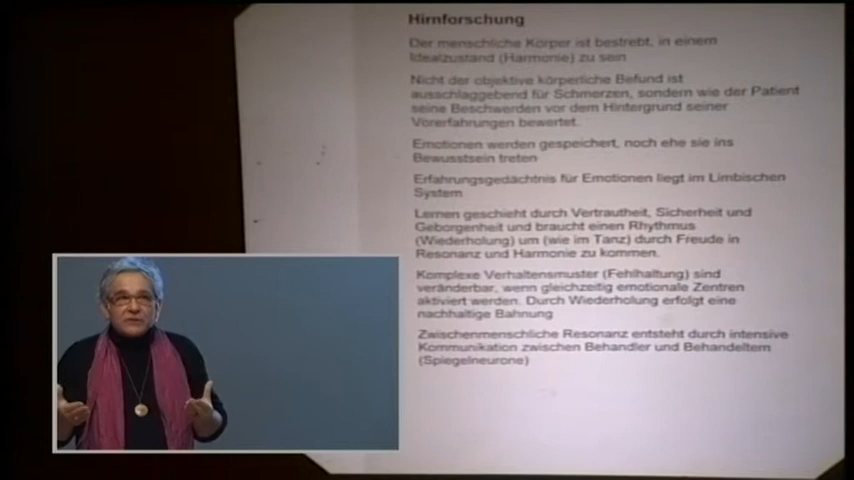 Hirnforschung
Der menschliche Körper ist bestrebt, in einem
Idealzustand (Harmonie) zu sein
Nicht der objektive körperliche Befund ist
ausschlaggebend für Schmerzen, sondern wie der Patient
seine Beschwerden vor dem Hintergrund seiner
Vorerfahrungen bewertet.
Emotionen werden gespeichert, noch ehe sie ins
Bewusstsein treten
Erfahrungsgedächtnis für Emotionen liegt im Limbischen
System
Lernen geschieht durch Vertrautheit, Sicherheit und
Geborgenheit und braucht einen Rhythmus
(Wiederholung) um (wie im Tanz) durch Freude in
Resonanz und Harmonie zu kommen.
Komplexe Verhaltensmuster (Fehlhaltung) sind
veränderbar, wenn gleichzeitig emotionale Zentren
aktiviert werden. Durch Wiederholung erfolgt eine
nachhaltige Bahnung
Zwischenmenschliche Resonanz entsteht durch intensive
Kommunikation zwischen Behandler und Behandeltem
(Spiegelneurone)